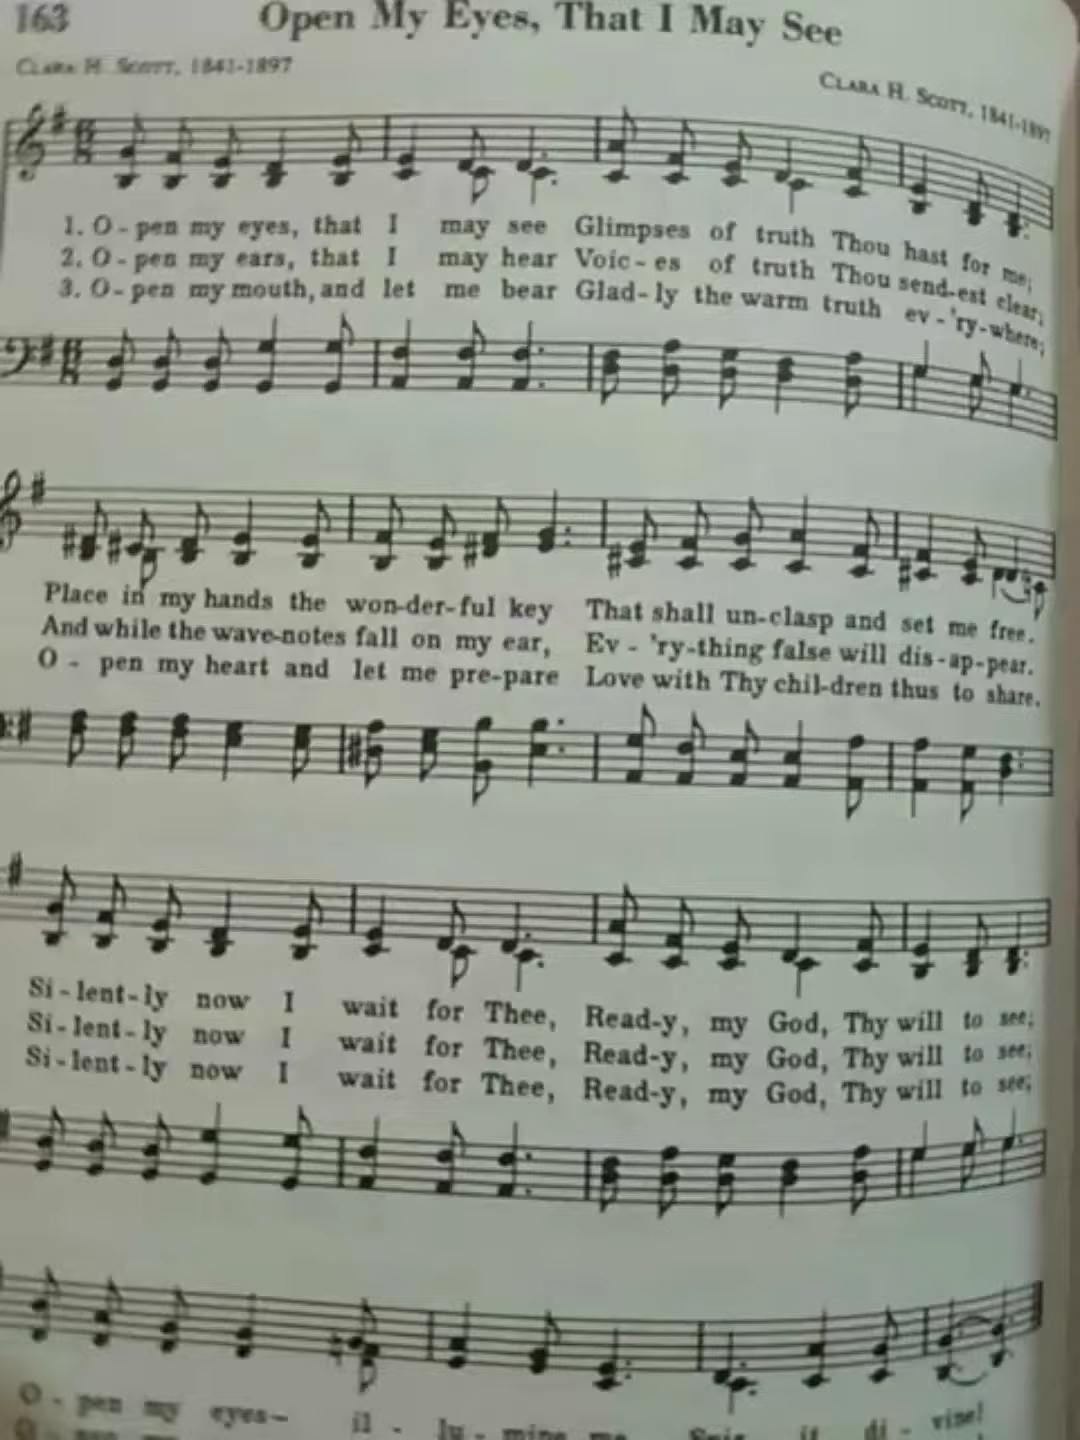 163
Open My Eyes, That I May See
CLARA H. SCOTT, 1841-1897
CLARA H. SCOTT, 1841-1897
1. O - pen my eyes, that I may see Glimpses of truth Thou hast for me;
2. O - pen my ears, that I may hear Voic - es of truth Thou send-est clear;
3. O - pen my mouth, and let me bear Glad - ly the warm truth ev - 'ry-where;
Place in my hands the won-der-ful key That shall un-clasp and set me free.
And while the wave-notes fall on my ear, Ev - 'ry-thing false will dis-ap-pear.
O - pen my heart and let me pre-pare Love with Thy chil-dren thus to share.
Si - lent - ly now I wait for Thee, Read-y, my God, Thy will to see;
Si - lent - ly now I wait for Thee, Read-y, my God, Thy will to see;
Si - lent - ly now I wait for Thee, Read-y, my God, Thy will to see;
O - pen my eyes- il - lu - mine me, Spir - it di - vine!